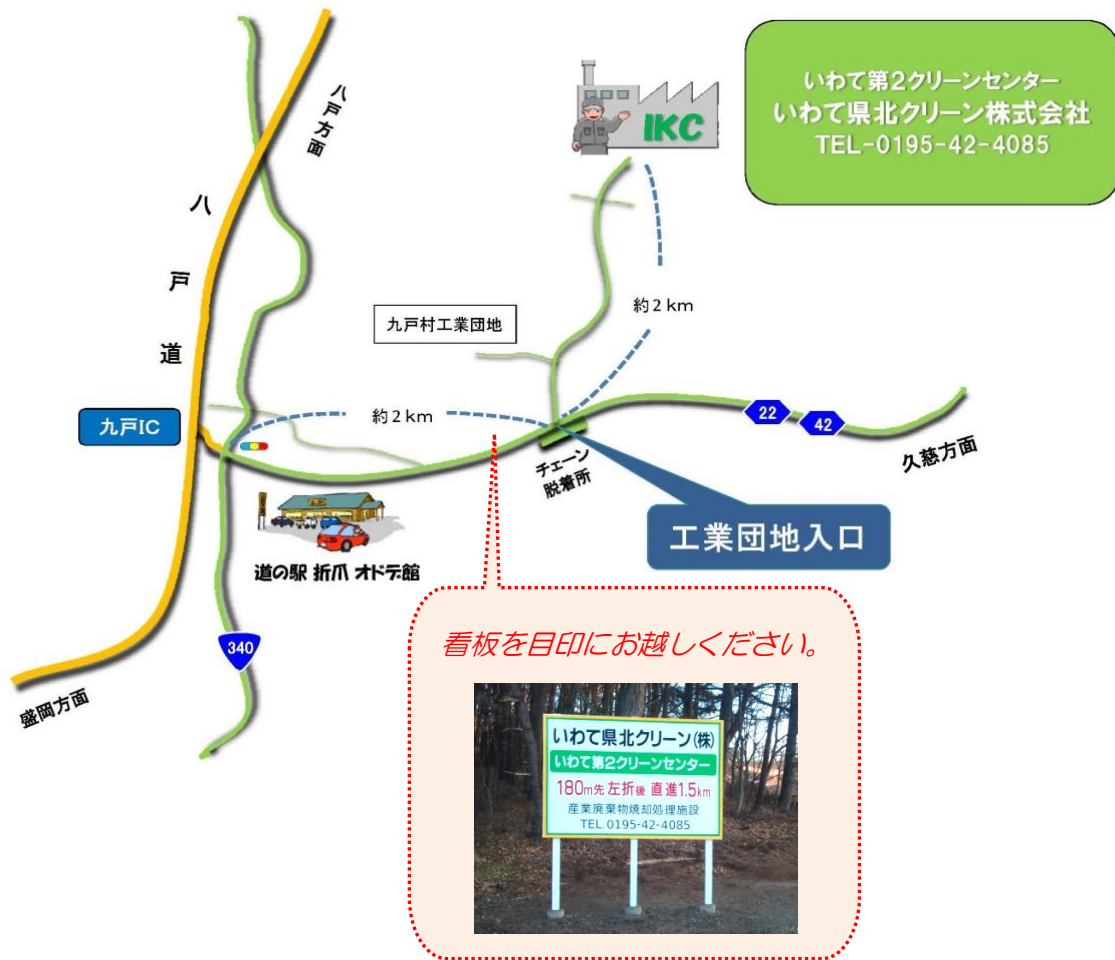 いわて第2クリーンセンター
いわて県北クリーン株式会社
TEL-0195-42-4085
IKC
八戸方面
八戸道
約2km
九戸村工業団地
九戸IC
約2km
22
42
久慈方面
チェーン
脱着所
工業団地入口
道の駅 折爪 オドデ館
340
盛岡方面
看板を目印にお越しください。
いわて県北クリーン(株)
いわて第2クリーンセンター
180m先 左折後 直進1.5km
産業廃棄物焼却処理施設
TEL.0195-42-4085